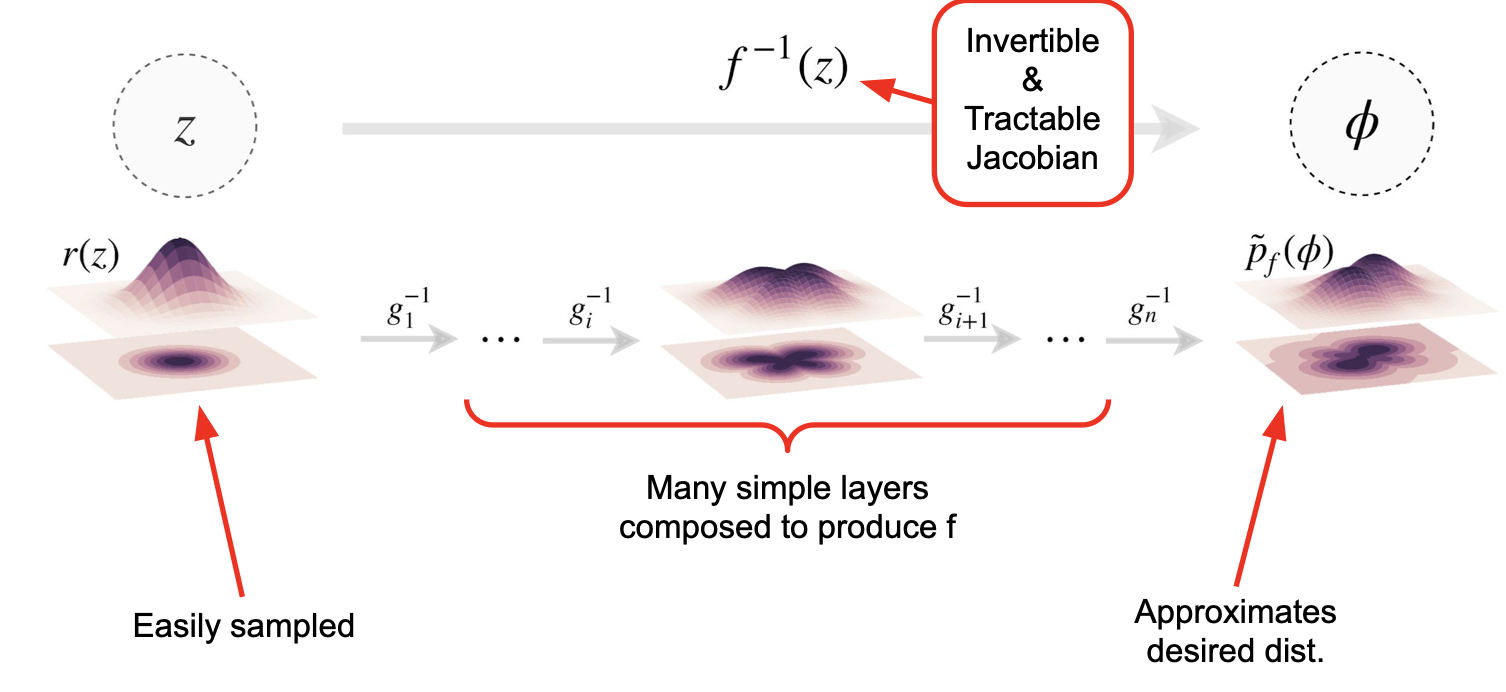 z
f⁻¹(z)
Invertible
&
Tractable
Jacobian
ϕ
r(z)
g₁⁻¹
...
gᵢ⁻¹
gᵢ₊₁⁻¹
...
gₙ⁻¹
p̃_f(ϕ)
Many simple layers
composed to produce f
Easily sampled
Approximates
desired dist.